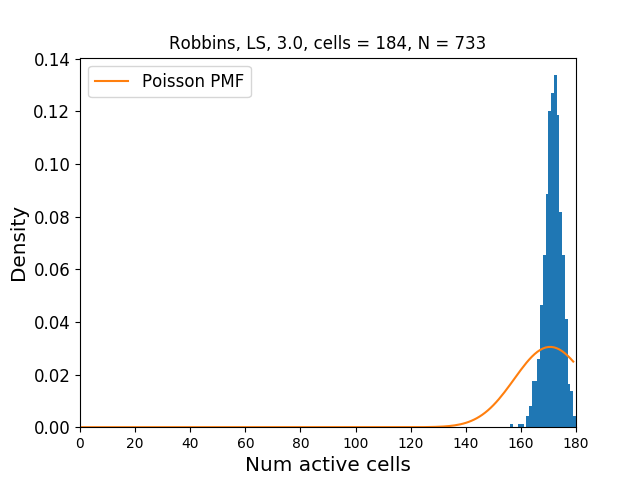 Robbins, LS, 3.0, cells = 184, N = 733
Poisson PMF
Density
0.14
0.12
0.10
0.08
0.06
0.04
0.02
0.00
0 20 40 60 80 100 120 140 160 180
Num active cells